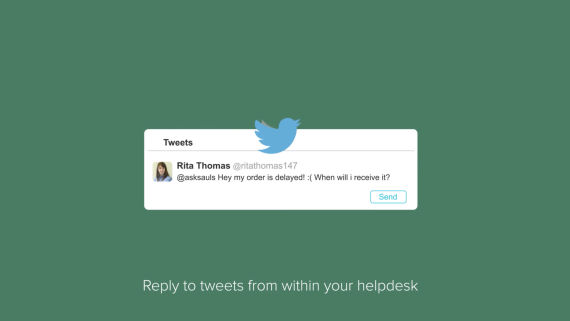 Tweets
Rita Thomas @ritathomas147
@asksauls Hey my order is delayed! :( When will i receive it?
Send
Reply to tweets from within your helpdesk